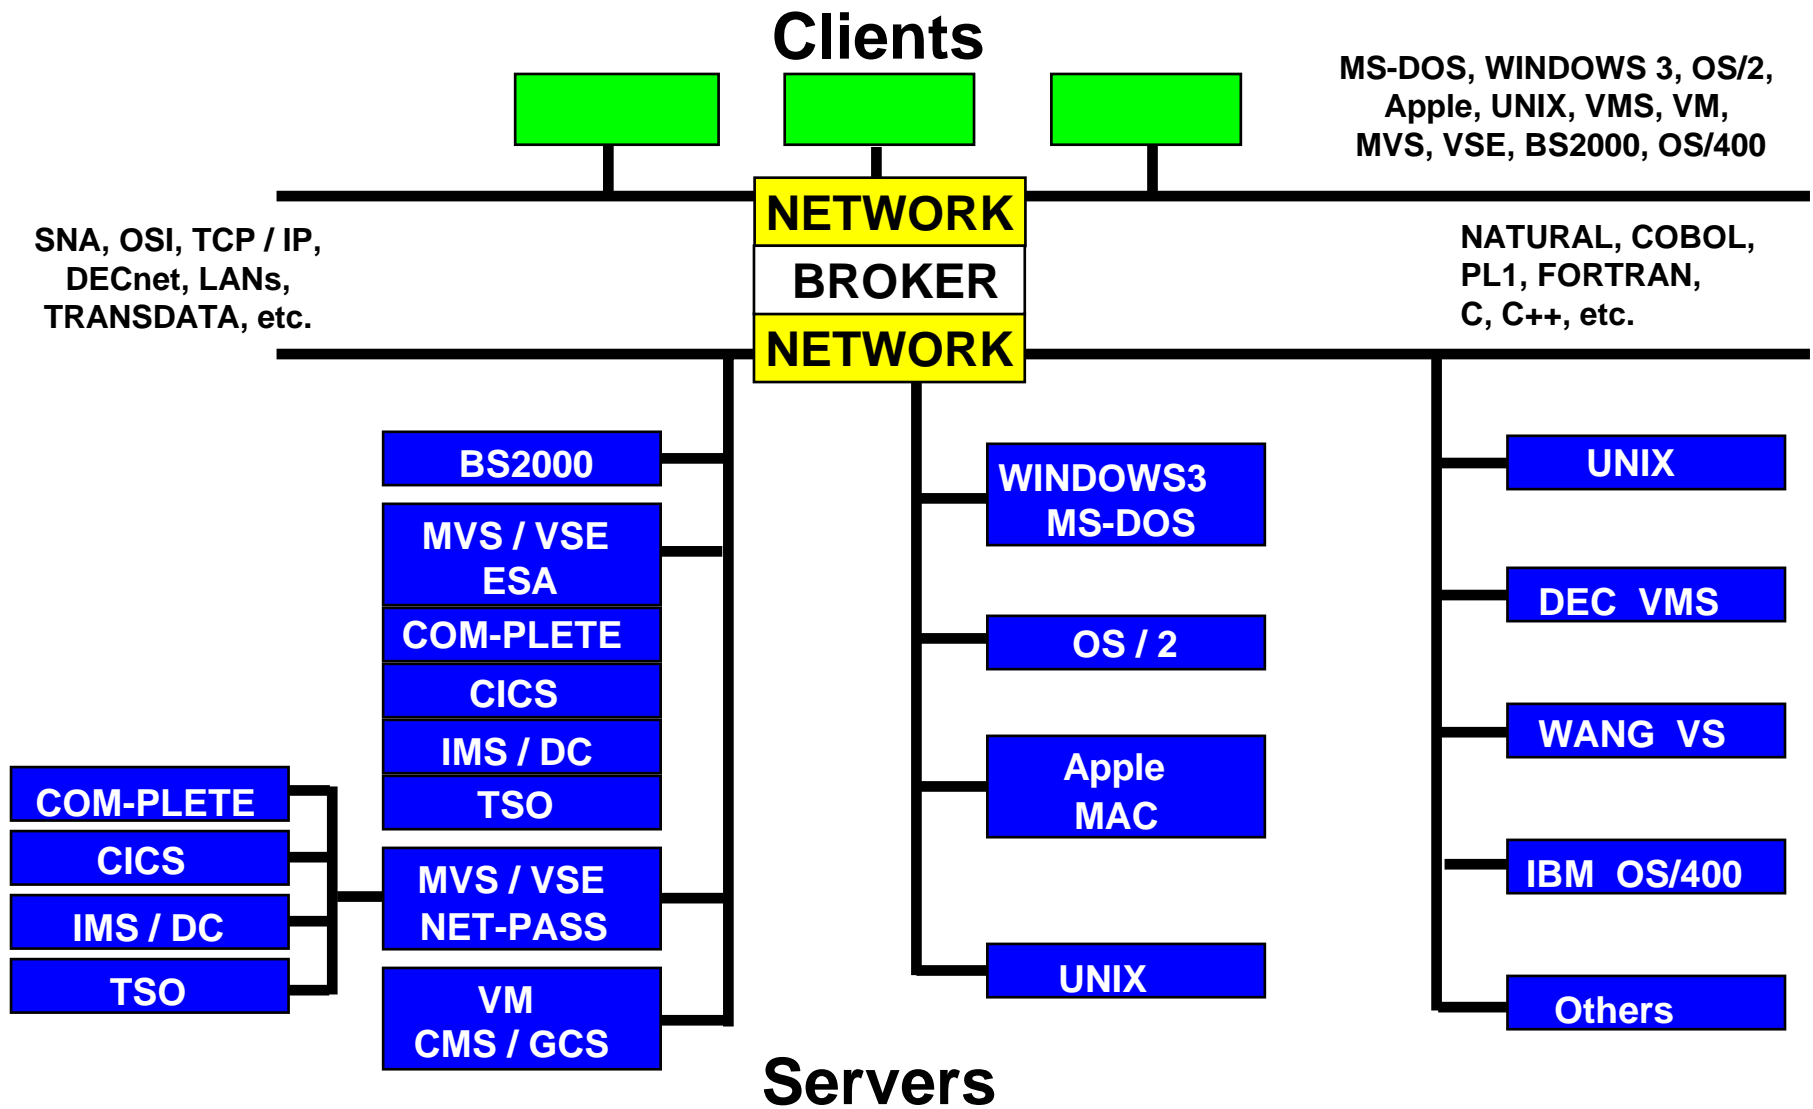 Clients
MS-DOS, WINDOWS 3, OS/2,
Apple, UNIX, VMS, VM,
MVS, VSE, BS2000, OS/400
NETWORK
BROKER
NETWORK
SNA, OSI, TCP / IP,
DECnet, LANs,
TRANSDATA, etc.
NATURAL, COBOL,
PL1, FORTRAN,
C, C++, etc.
BS2000
MVS / VSE
ESA
COM-PLETE
CICS
IMS / DC
TSO
MVS / VSE
NET-PASS
VM
CMS / GCS
COM-PLETE
CICS
IMS / DC
TSO
WINDOWS3
MS-DOS
OS / 2
Apple
MAC
UNIX
UNIX
DEC VMS
WANG VS
IBM OS/400
Others
Servers